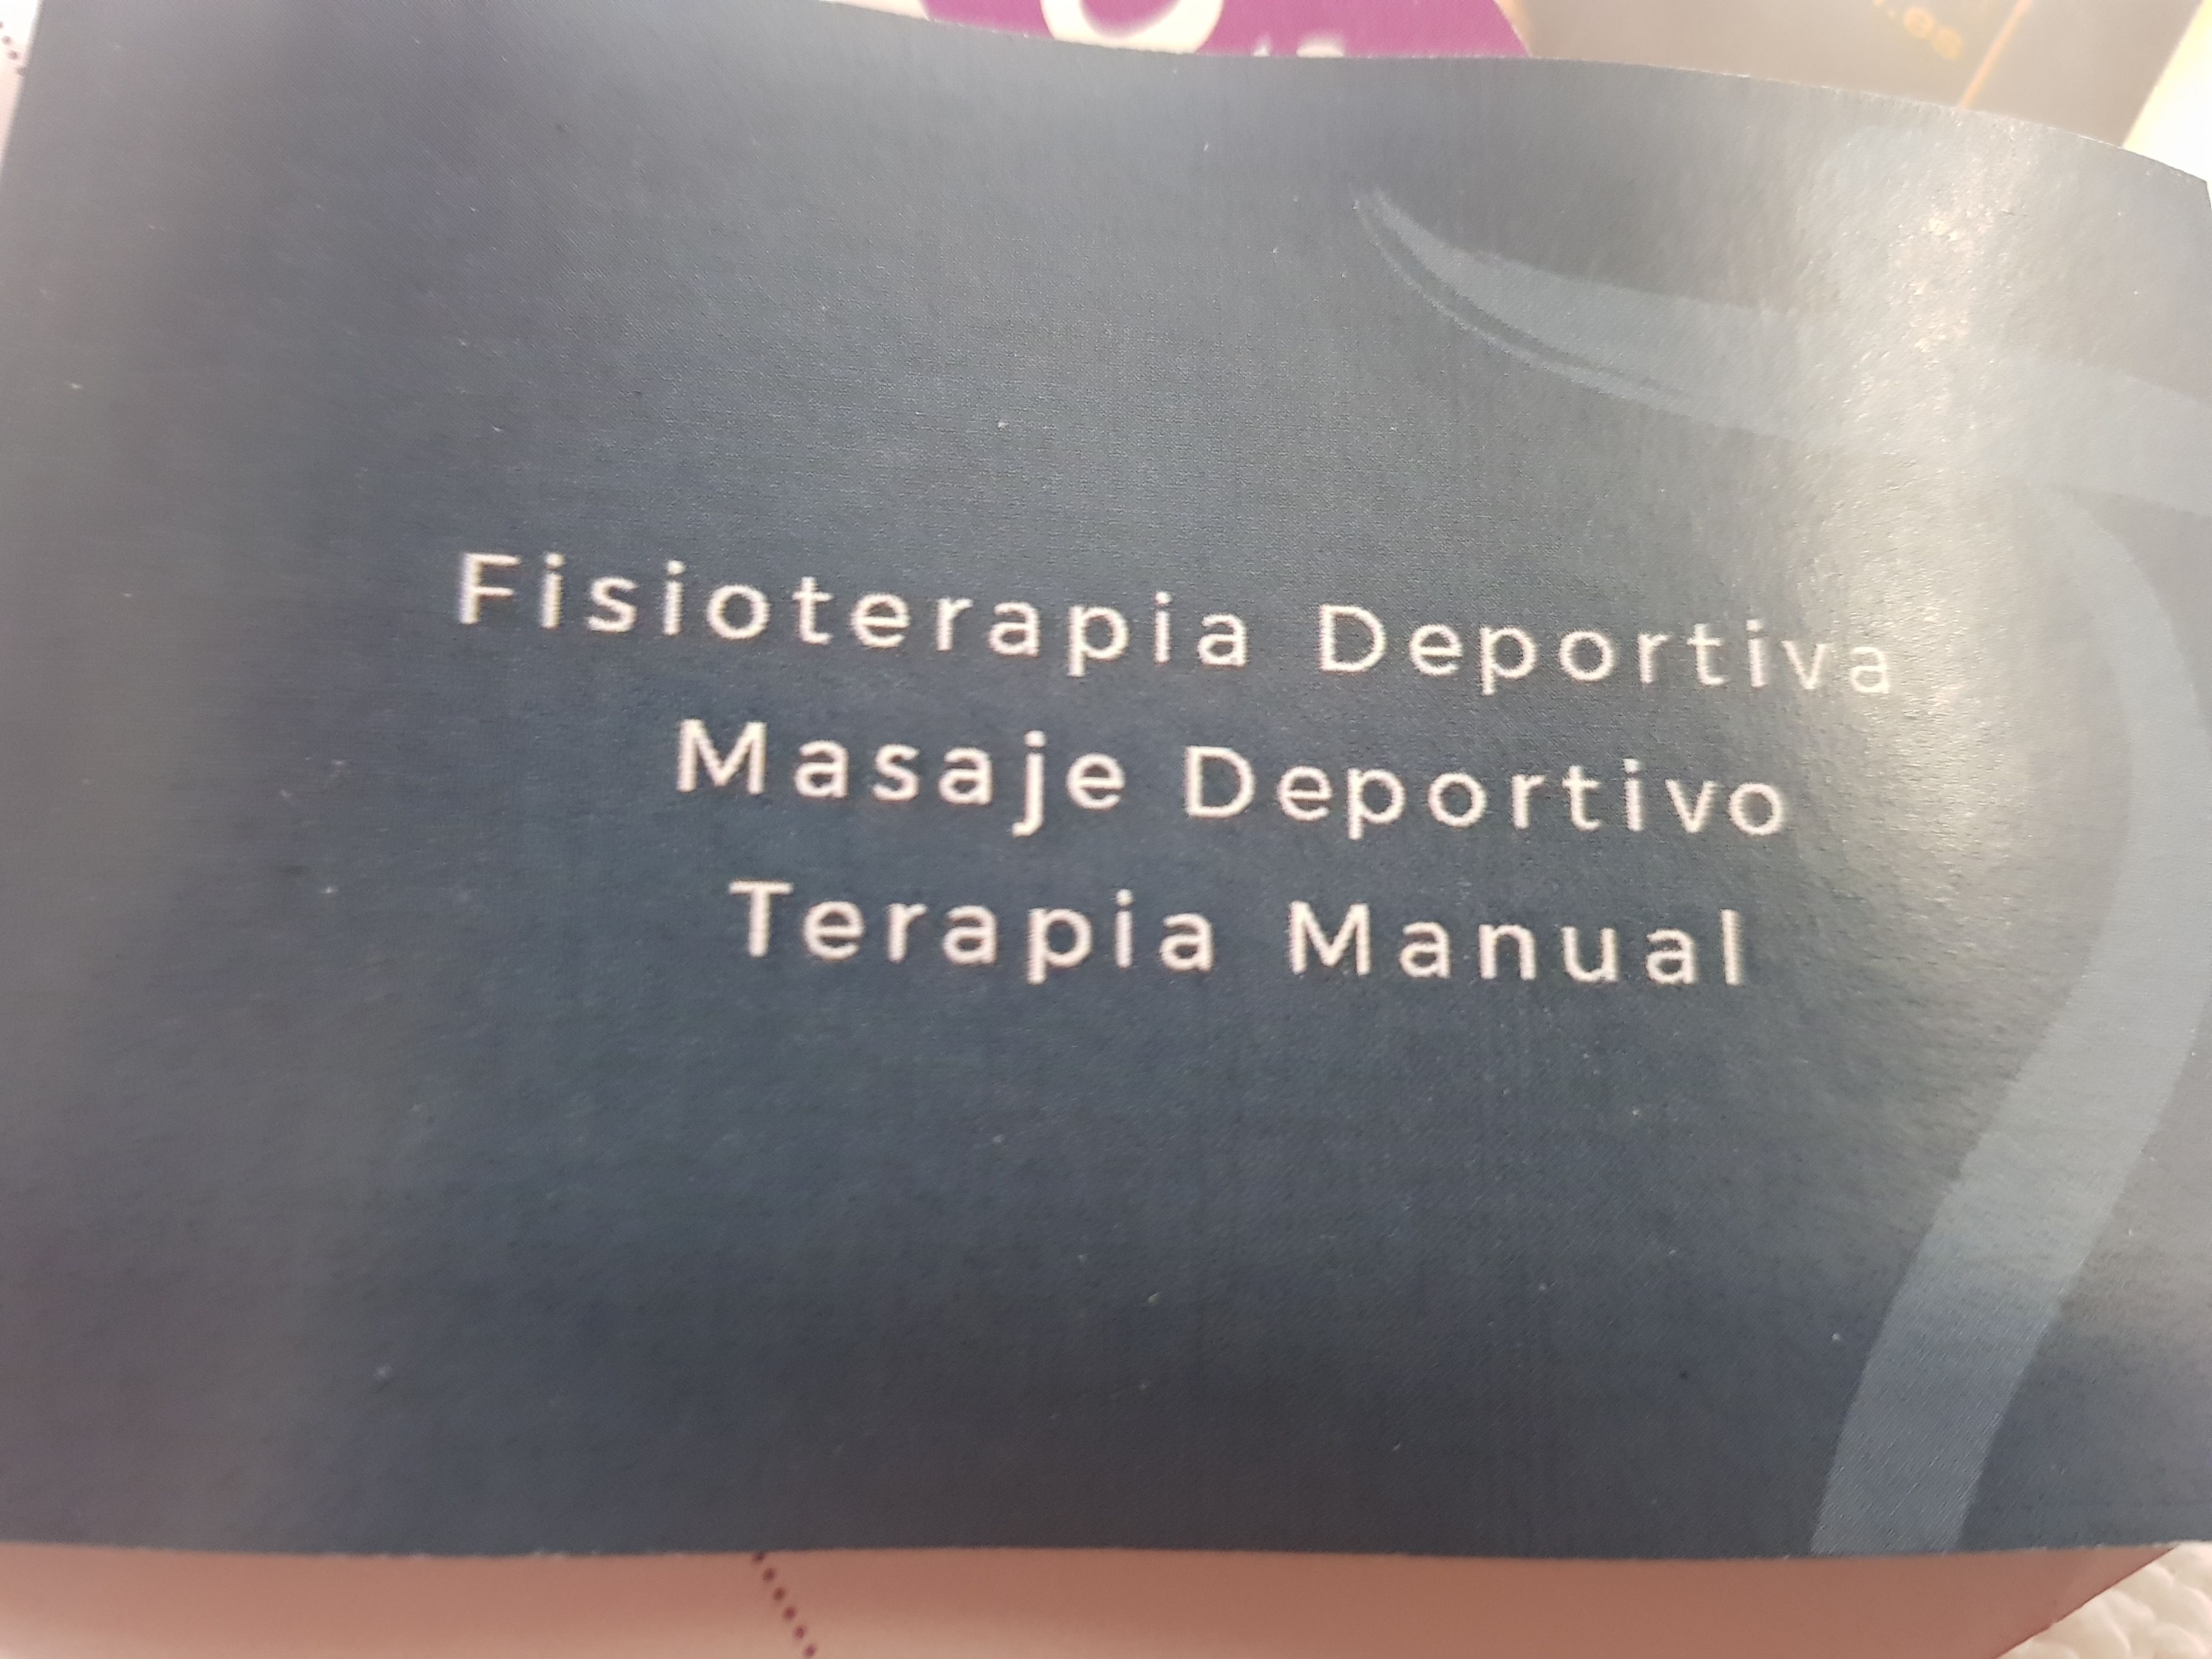 Fisioterapia Deportiva
Masaje Deportivo
Terapia Manual